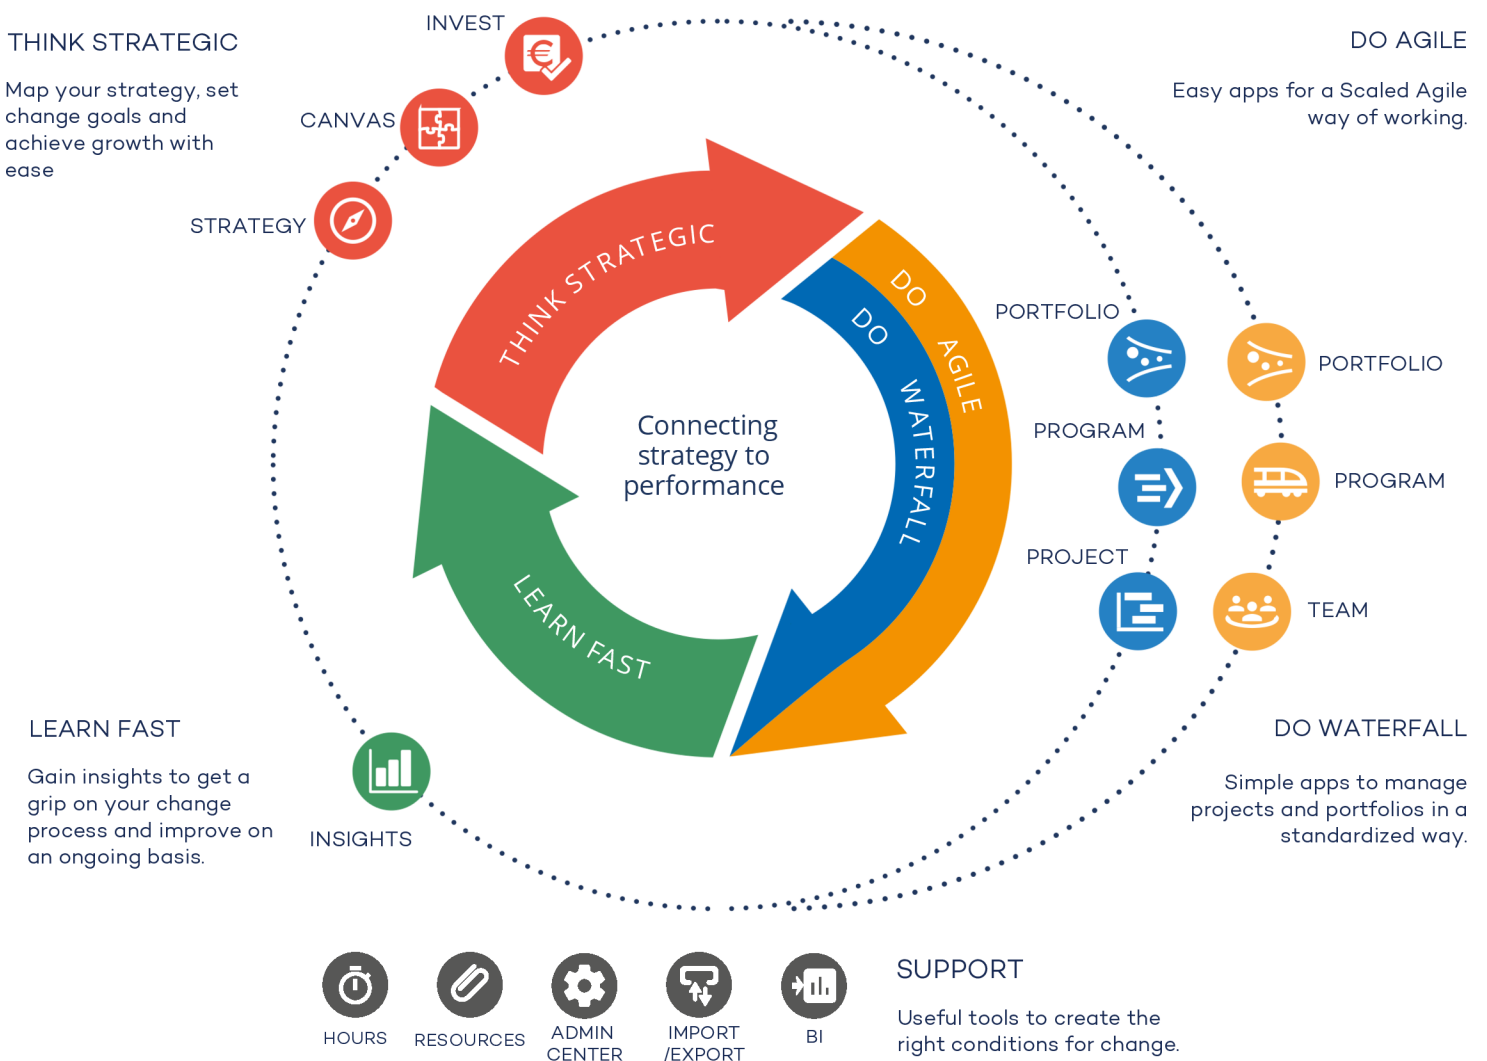 INVEST
THINK STRATEGIC
Map your strategy, set
change goals and
achieve growth with
ease
CANVAS
STRATEGY
DO AGILE
Easy apps for a Scaled Agile
way of working.
THINK STRATEGIC
DO AGILE
DO WATERFALL
LEARN FAST
Connecting
strategy to
performance
PORTFOLIO
PROGRAM
PROJECT
PORTFOLIO
PROGRAM
TEAM
LEARN FAST
Gain insights to get a
grip on your change
process and improve on
an ongoing basis.
INSIGHTS
DO WATERFALL
Simple apps to manage
projects and portfolios in a
standardized way.
HOURS
RESOURCES
ADMIN
CENTER
IMPORT
/EXPORT
BI
SUPPORT
Useful tools to create the
right conditions for change.